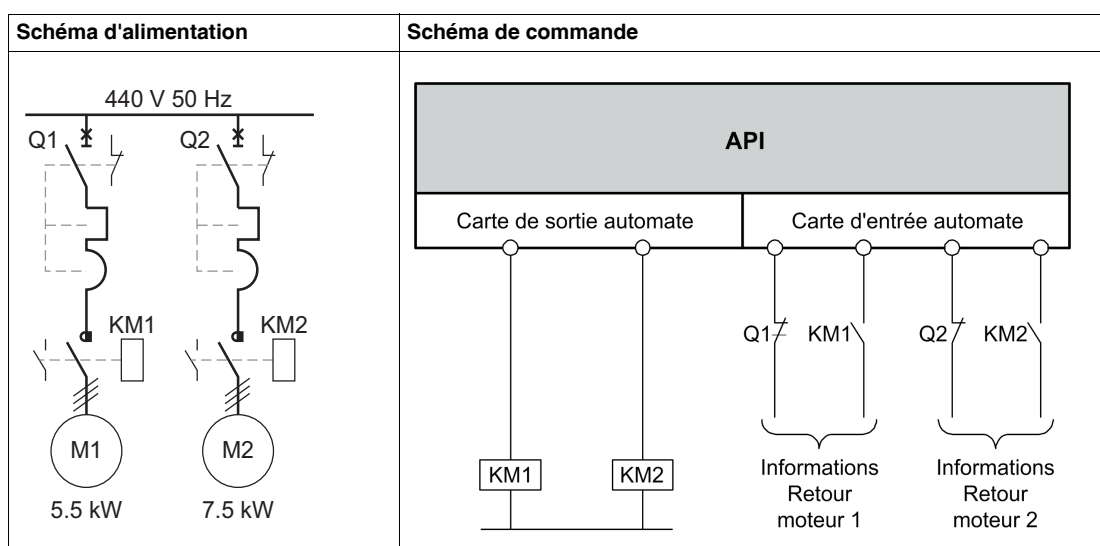 Schéma d'alimentation
Schéma de commande
440 V 50 Hz
Q1
Q2
KM1
KM2
M1
M2
5.5 kW
7.5 kW
API
Carte de sortie automate
Carte d'entrée automate
Q1
KM1
Q2
KM2
KM1
KM2
Informations
Retour
moteur 1
Informations
Retour
moteur 2